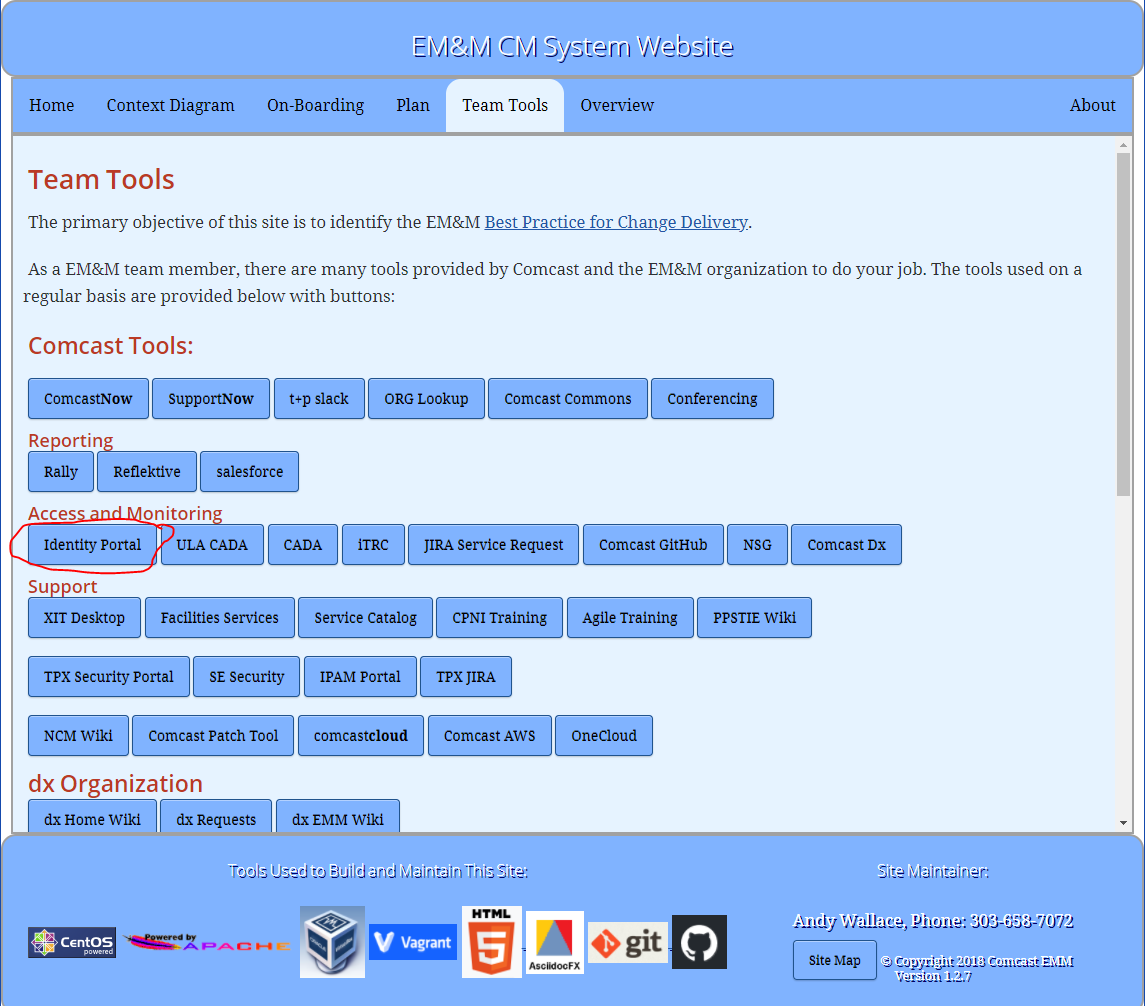 EM&M CM System Website
Home Context Diagram On-Boarding Plan Team Tools Overview About
Team Tools
The primary objective of this site is to identify the EM&M Best Practice for Change Delivery.
As a EM&M team member, there are many tools provided by Comcast and the EM&M organization to do your job. The tools used on a
regular basis are provided below with buttons:
Comcast Tools:
ComcastNow SupportNow t+p slack ORG Lookup Comcast Commons Conferencing
Reporting
Rally Reflektive salesforce
Access and Monitoring
Identity Portal ULA CADA CADA iTRC JIRA Service Request Comcast GitHub NSG Comcast Dx
Support
XIT Desktop Facilities Services Service Catalog CPNI Training Agile Training PPSTIE Wiki
TPX Security Portal SE Security IPAM Portal TPX JIRA
NCM Wiki Comcast Patch Tool comcastcloud Comcast AWS OneCloud
dx Organization
dx Home Wiki dx Requests dx EMM Wiki
Tools Used to Build and Maintain This Site: Site Maintainer:
CentOS powered Powered by APACHE Vagrant HTML 5 AsciidocFX git
Andy Wallace, Phone: 303-658-7072
Site Map © Copyright 2018 Comcast EMM
Version 1.2.7